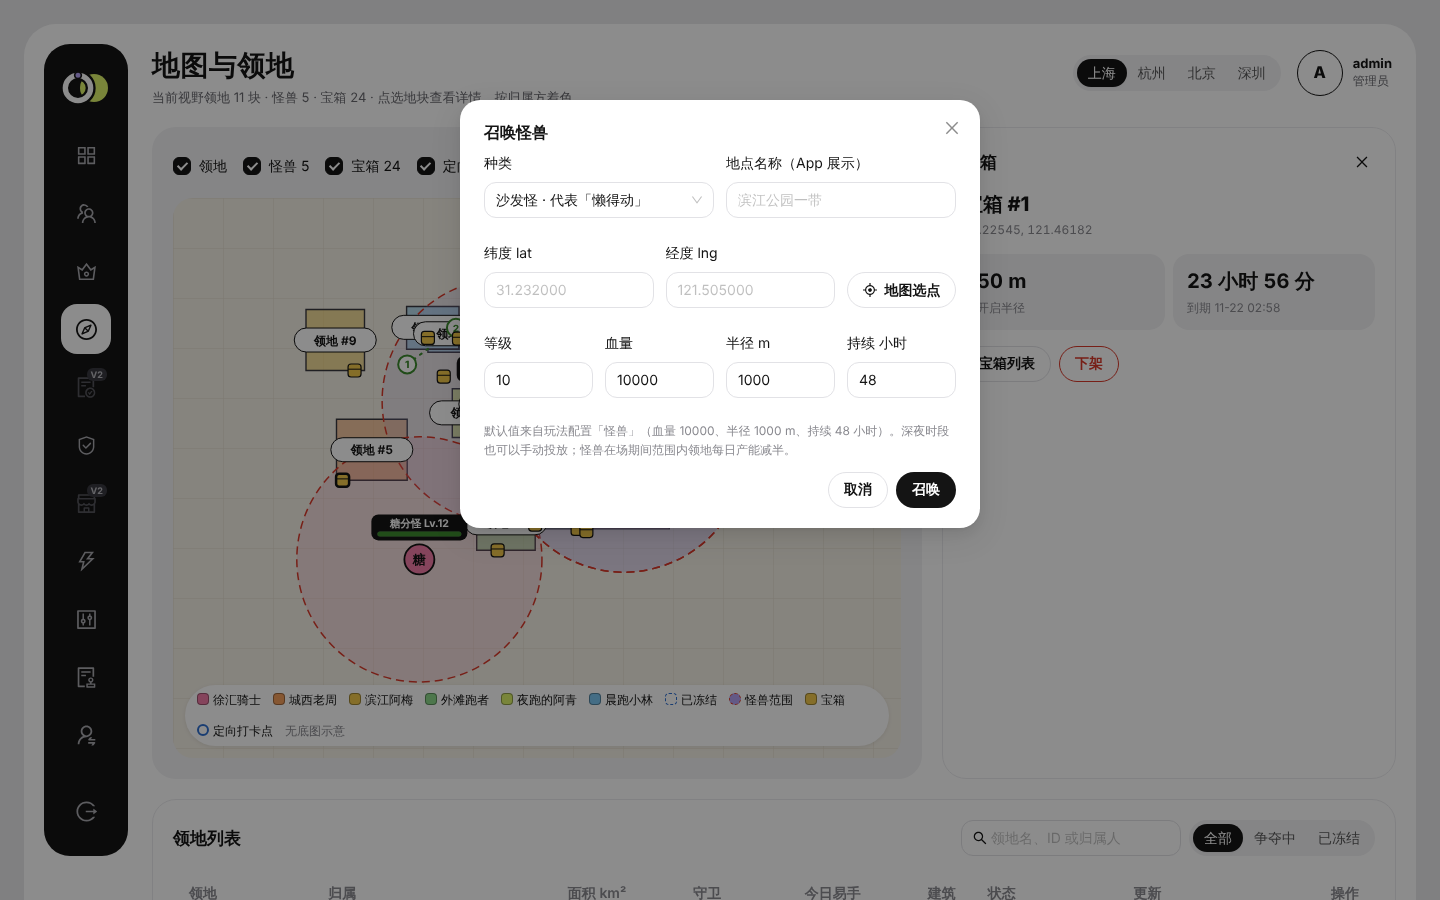 地图与领地
当前视野领地 11 块 · 怪兽 5 · 宝箱 24 · 点选地块查看详情，按归属方着色
上海 杭州 北京 深圳
A
admin
管理员
V2
V2
领地 怪兽 5 宝箱 24
召唤怪兽
种类
沙发怪 · 代表「懒得动」
地点名称（App 展示）
滨江公园一带
纬度 lat
31.232000
经度 lng
121.505000
地图选点
等级
10
血量
10000
半径 m
1000
持续 小时
48
默认值来自玩法配置「怪兽」（血量 10000、半径 1000 m、持续 48 小时）。深夜时段
也可以手动投放；怪兽在场期间范围内领地每日产能减半。
取消 召唤
箱
箱 #1
22545, 121.46182
50 m
开启半径
23 小时 56 分
到期 11-22 02:58
宝箱列表 下架
领地 #9
2
1
领地 #5
糖分怪 Lv.12
糖
徐汇骑士 城西老周 滨江阿梅 外滩跑者 夜跑的阿青 晨跑小林 已冻结 怪兽范围 宝箱
定向打卡点 无底图示意
领地列表
领地名、ID 或归属人
全部 争夺中 已冻结
领地 归属 面积 km² 守卫 今日易手 建筑 状态 更新 操作